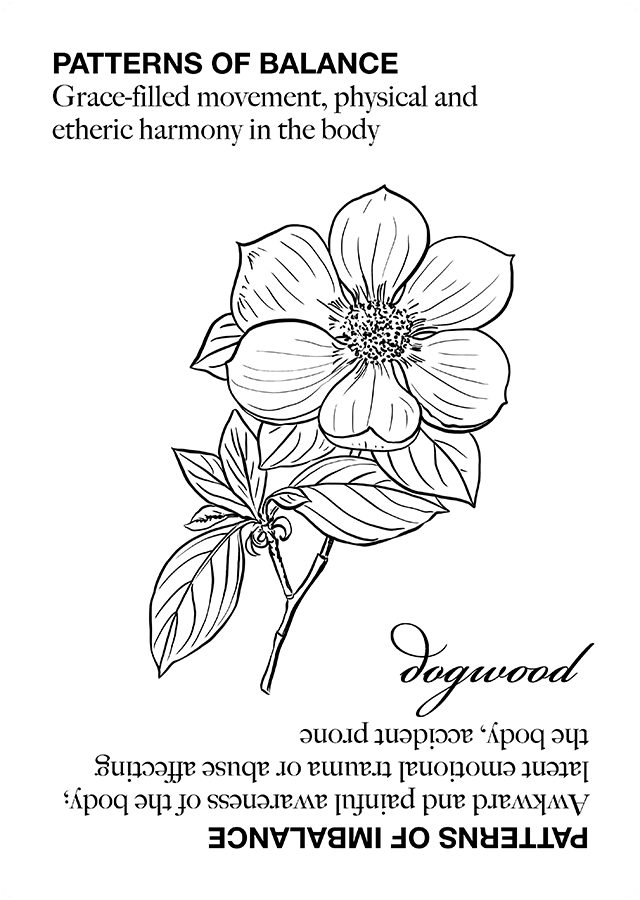 PATTERNS OF BALANCE
Grace-filled movement, physical and
etheric harmony in the body
dogwood
PATTERNS OF IMBALANCE
Awkward and painful awareness of the body;
latent emotional trauma or abuse affecting
the body, accident prone